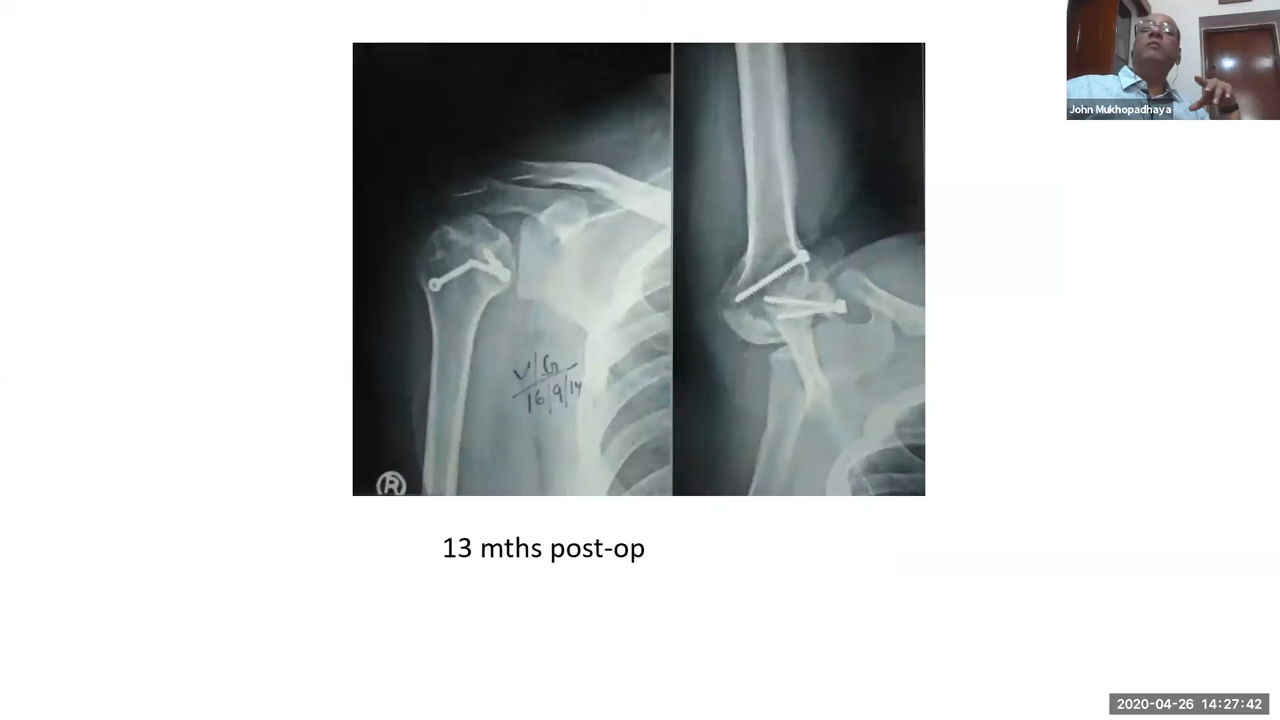 John Mukhopadhaya
V/G
16/9/14
R
13 mths post-op
2020-04-26 14:27:42